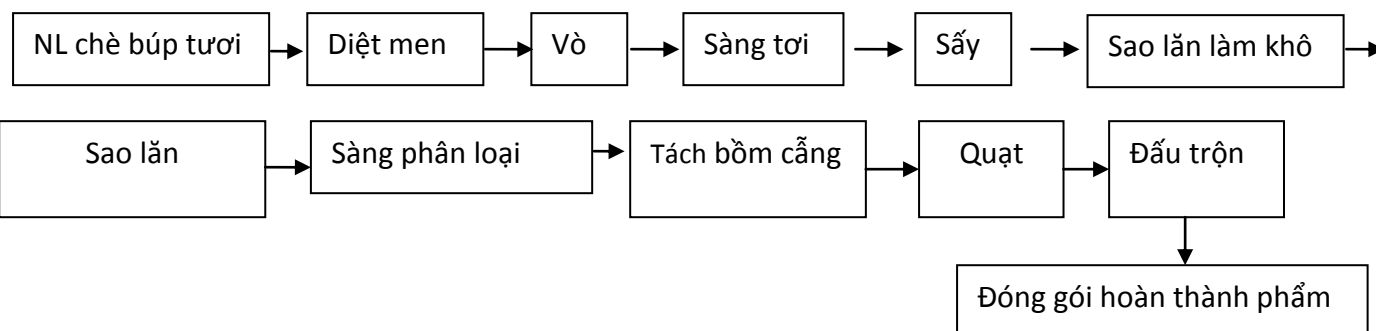 NL chè búp tươi
Diệt men
Vò
Sàng tơi
Sấy
Sao lăn làm khô
Sao lăn
Sàng phân loại
Tách bồm cẫng
Quạt
Đấu trộn
Đóng gói hoàn thành phẩm